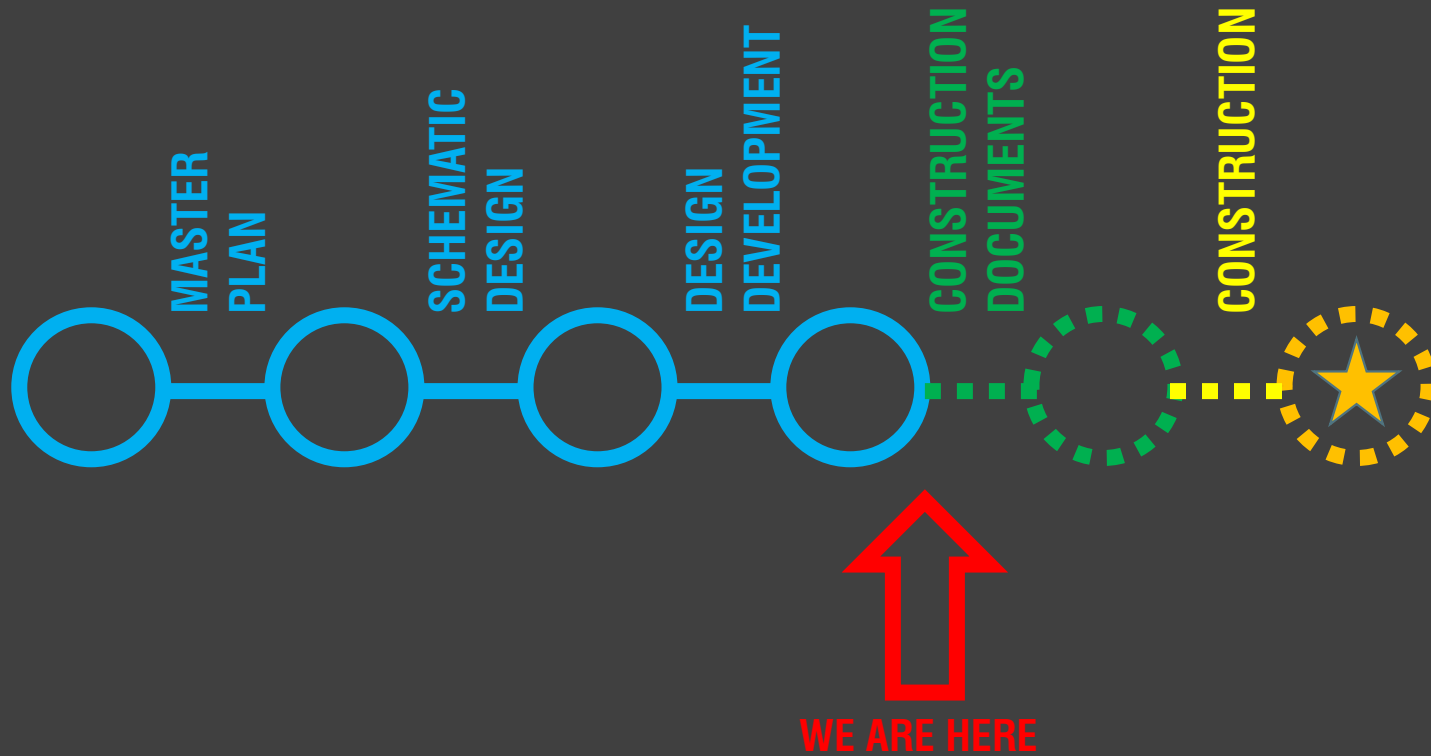 MASTER
PLAN
SCHEMATIC
DESIGN
DESIGN
DEVELOPMENT
CONSTRUCTION
DOCUMENTS
CONSTRUCTION
WE ARE HERE